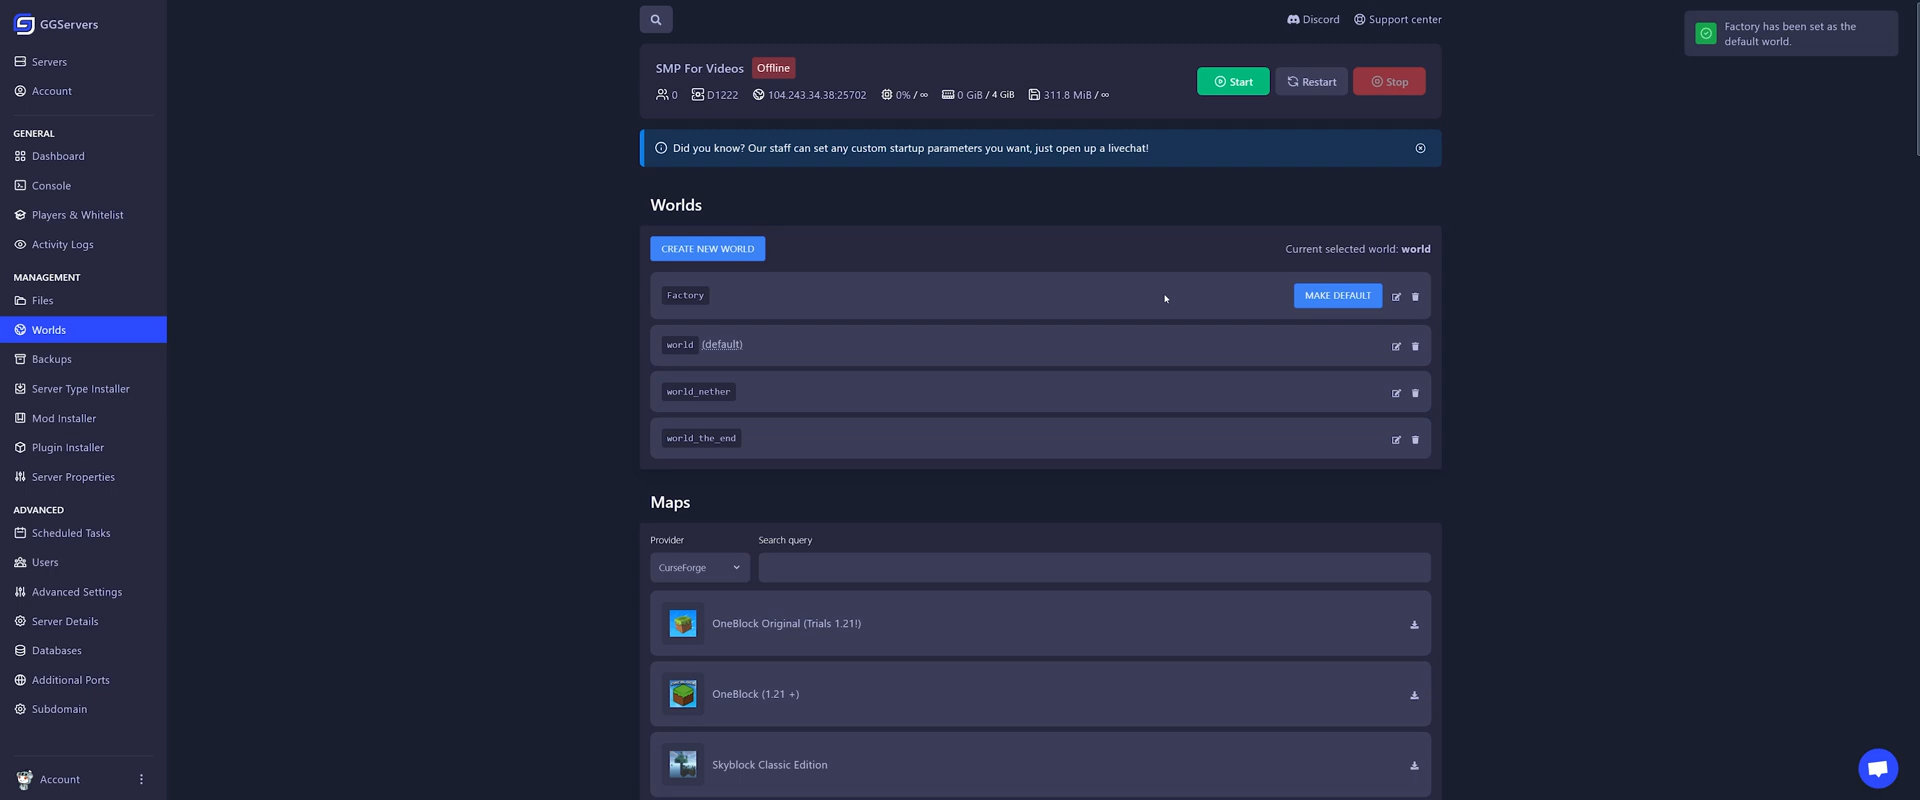 GGServers
Servers
Account
GENERAL
Dashboard
Console
Players & Whitelist
Activity Logs
MANAGEMENT
Files
Worlds
Backups
Server Type Installer
Mod Installer
Plugin Installer
Server Properties
ADVANCED
Scheduled Tasks
Users
Advanced Settings
Server Details
Databases
Additional Ports
Subdomain
Account
Discord
Support center
SMP For Videos
Offline
0
D1222
104.243.34.38:25702
0% / ∞
0 GiB / 4 GiB
311.8 MiB / ∞
Start
Restart
Stop
Factory has been set as the
default world.
Did you know? Our staff can set any custom startup parameters you want, just open up a livechat!
Worlds
CREATE NEW WORLD
Current selected world: world
Factory
MAKE DEFAULT
world (default)
world_nether
world_the_end
Maps
Provider
Search query
CurseForge
OneBlock Original (Trials 1.21!)
OneBlock (1.21 +)
Skyblock Classic Edition